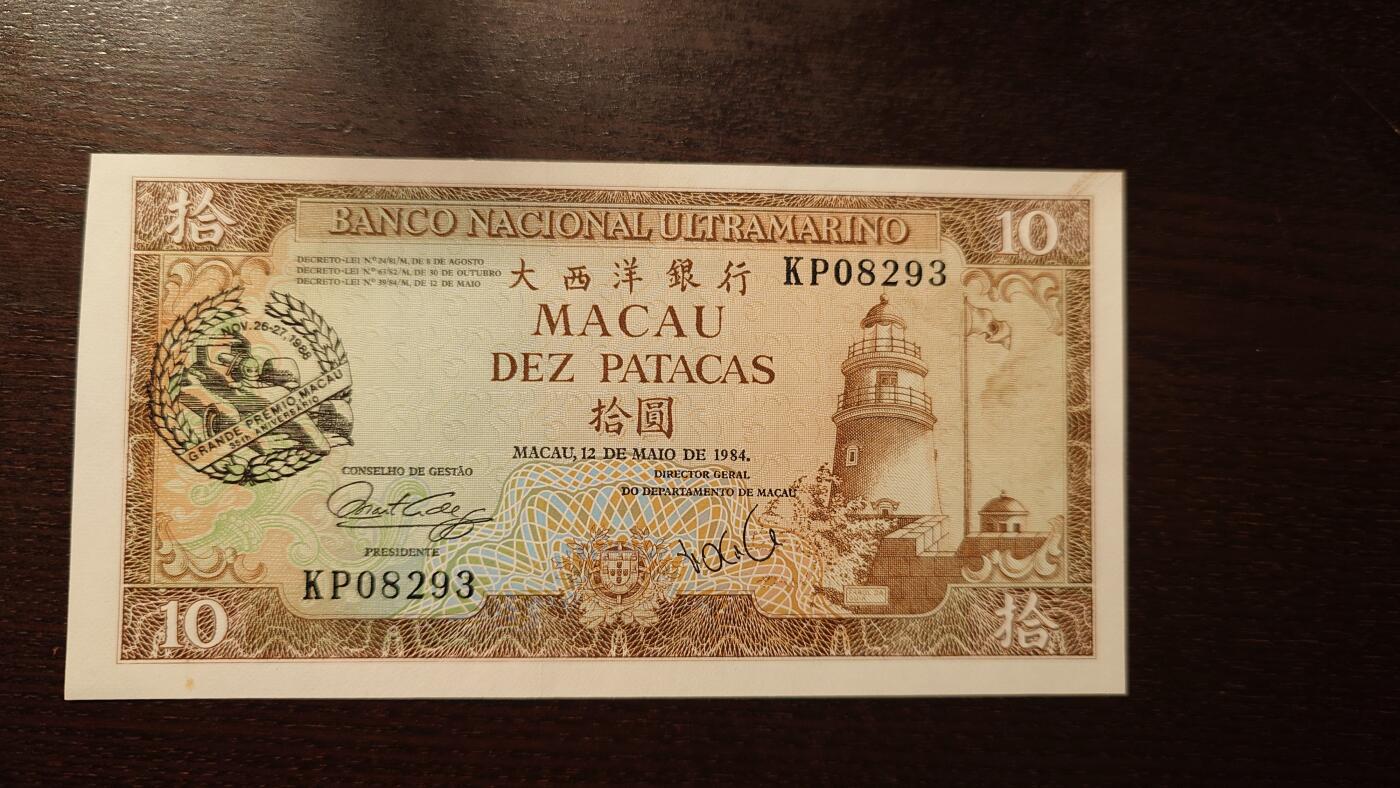 拾
BANCO NACIONAL ULTRAMARINO
10
DECRETO-LEI N.º 24/81/M, DE 8 DE AGOSTO
DECRETO-LEI N.º 63/82/M, DE 30 DE OUTUBRO
DECRETO-LEI N.º 39/84/M, DE 12 DE MAIO
大西洋銀行
KP08293
MACAU
DEZ PATACAS
拾圓
NOV. 26-27, 1988
GRANDE PREMIO MACAU
35th ANIVERSARIO
MACAU, 12 DE MAIO DE 1984.
CONSELHO DE GESTÃO
DIRECTOR GERAL
DO DEPARTAMENTO DE MACAU
PRESIDENTE
KP08293
10
拾